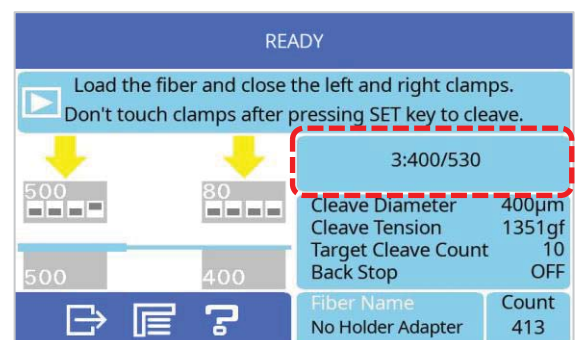 READY
Load the fiber and close the left and right clamps.
Don't touch clamps after pressing SET key to cleave.
500
80
500
400
3:400/530
Cleave Diameter 400μm
Cleave Tension 1351gf
Target Cleave Count 10
Back Stop OFF
Fiber Name
No Holder Adapter
Count
413